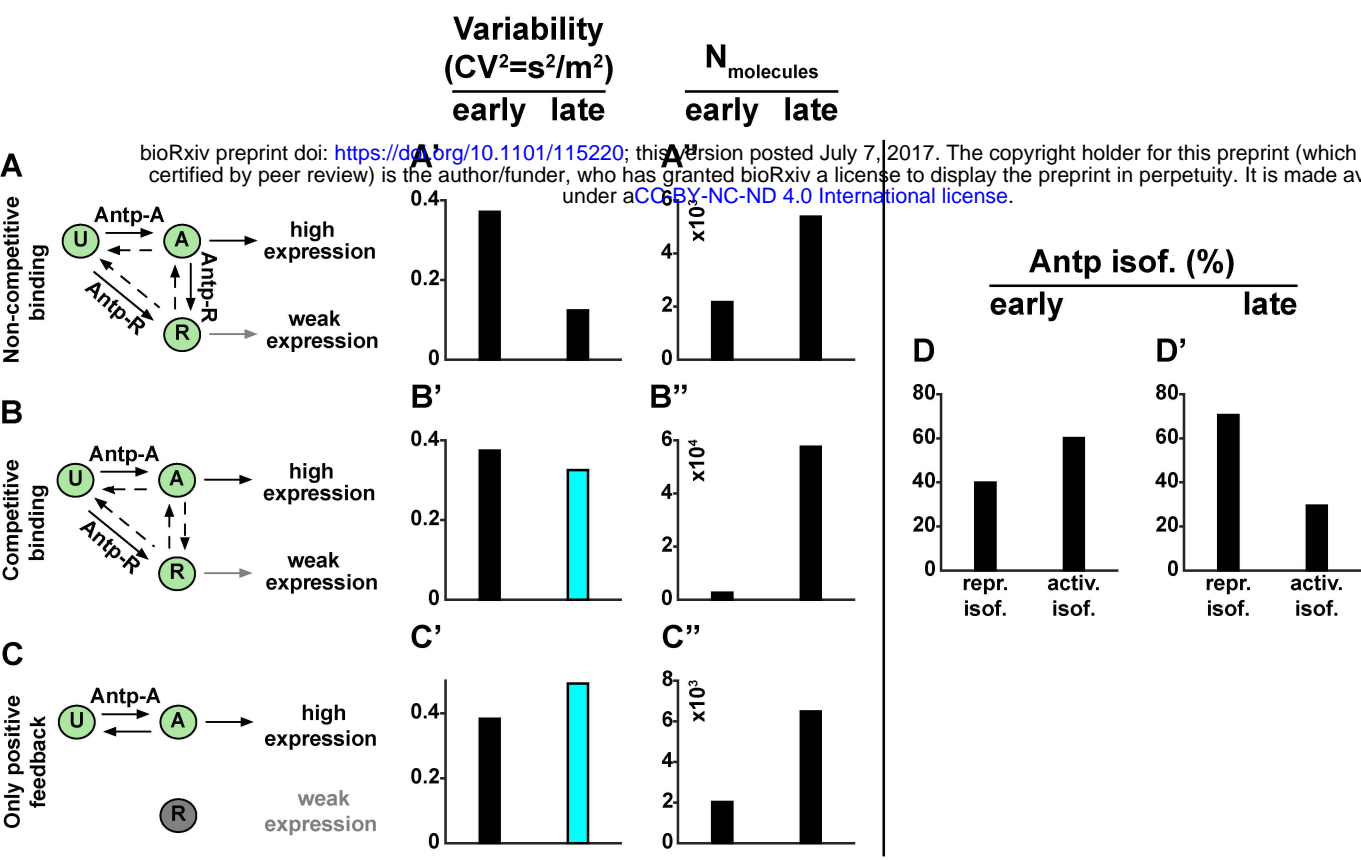 Variability
(CV²=s²/m²)
early late
Nmolecules
early late
bioRxiv preprint doi: https://doi.org/10.1101/115220; this version posted July 7, 2017. The copyright holder for this preprint (which
certified by peer review) is the author/funder, who has granted bioRxiv a license to display the preprint in perpetuity. It is made av
under aCC-BY-NC-ND 4.0 International license.
A
Non-competitive
binding
U
Antp-A
A
Antp-R
Antp-R
R
high
expression
weak
expression
A'
0.4
0.2
0
A''
x10³
6
4
2
0
B
Competitive
binding
U
Antp-A
A
Antp-R
R
high
expression
weak
expression
B'
0.4
0.2
0
B''
x10⁴
6
4
2
0
C
Only positive
feedback
U
Antp-A
A
R
high
expression
weak
expression
C'
0.4
0.2
0
C''
x10³
8
6
4
2
0
Antp isof. (%)
early late
D
80
60
40
20
0
repr.
isof.
activ.
isof.
D'
80
60
40
20
0
repr.
isof.
activ.
isof.